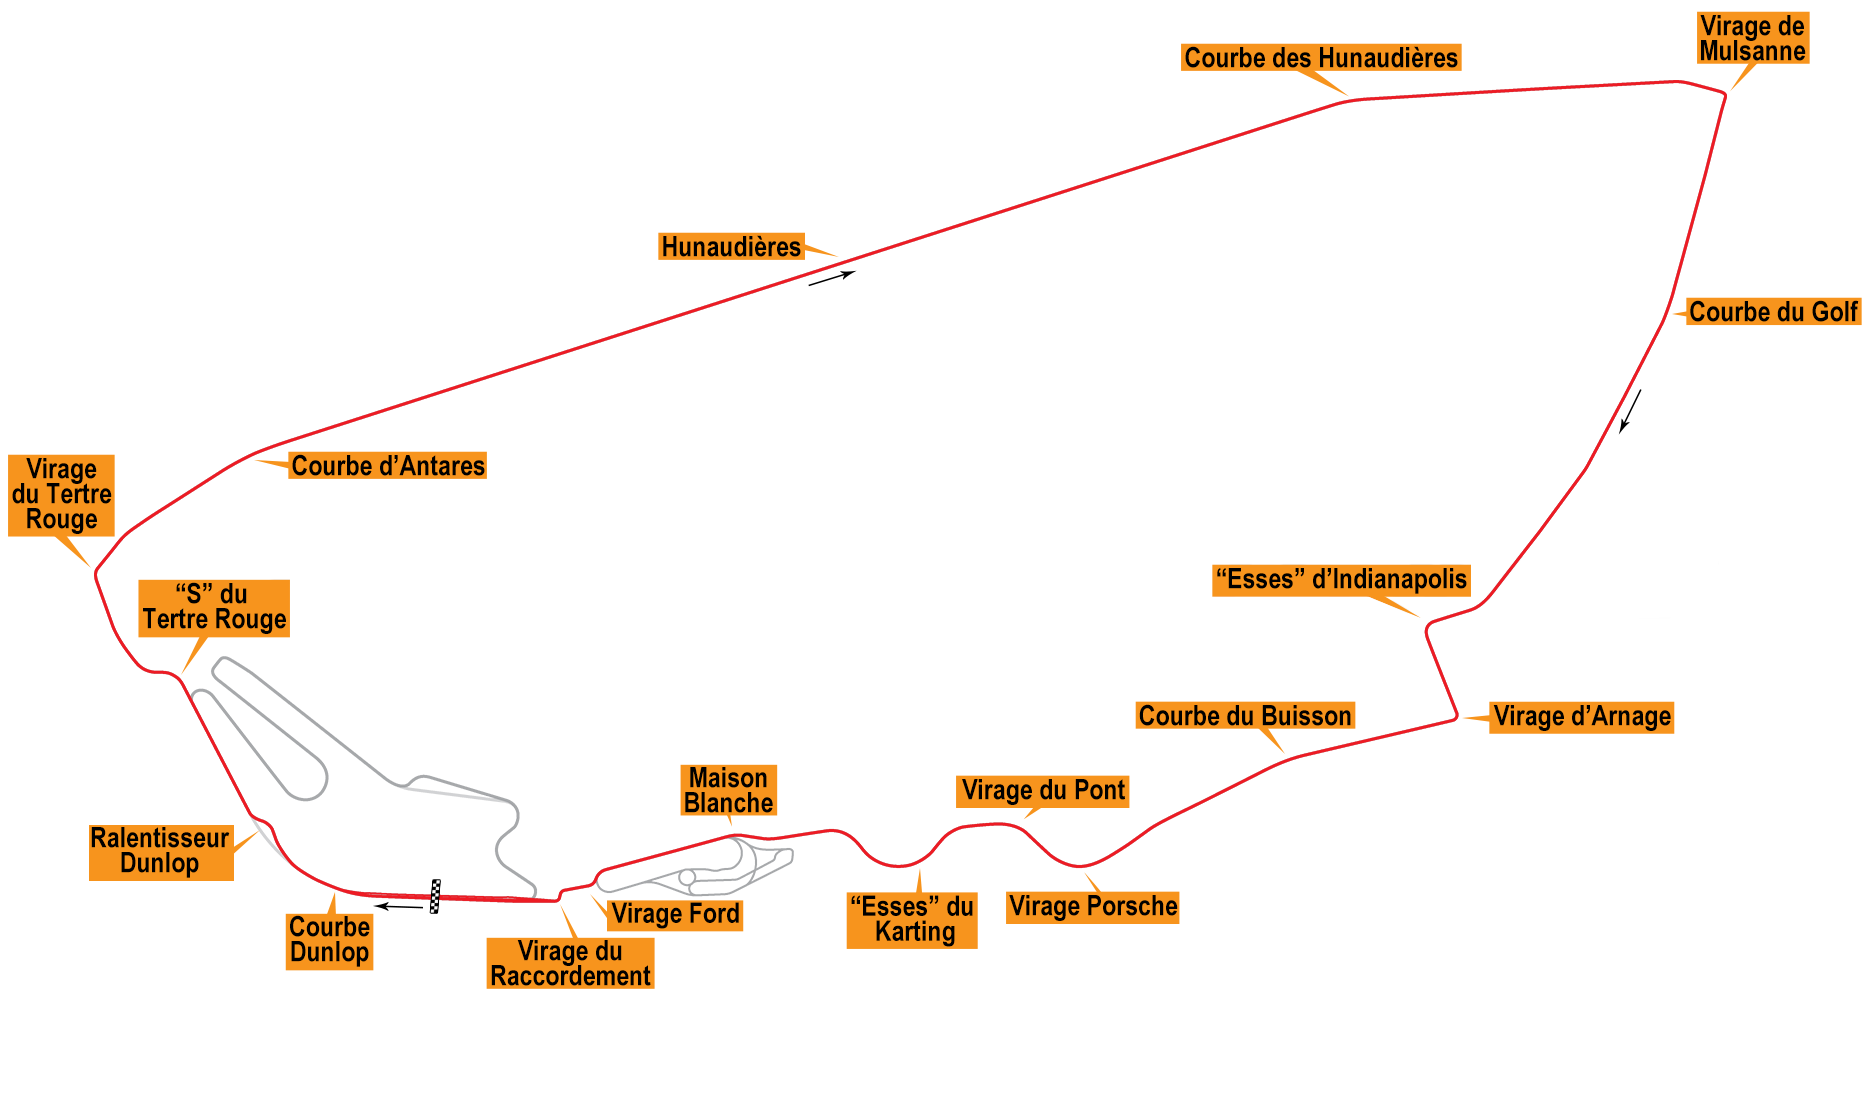 Virage de
Mulsanne
Courbe des Hunaudières
Hunaudières
Courbe du Golf
Courbe d’Antares
Virage
du Tertre
Rouge
“S” du
Tertre Rouge
“Esses” d’Indianapolis
Courbe du Buisson
Virage d’Arnage
Maison
Blanche
Virage du Pont
Ralentisseur
Dunlop
“Esses” du
Karting
Virage Porsche
Virage Ford
Courbe
Dunlop
Virage du
Raccordement